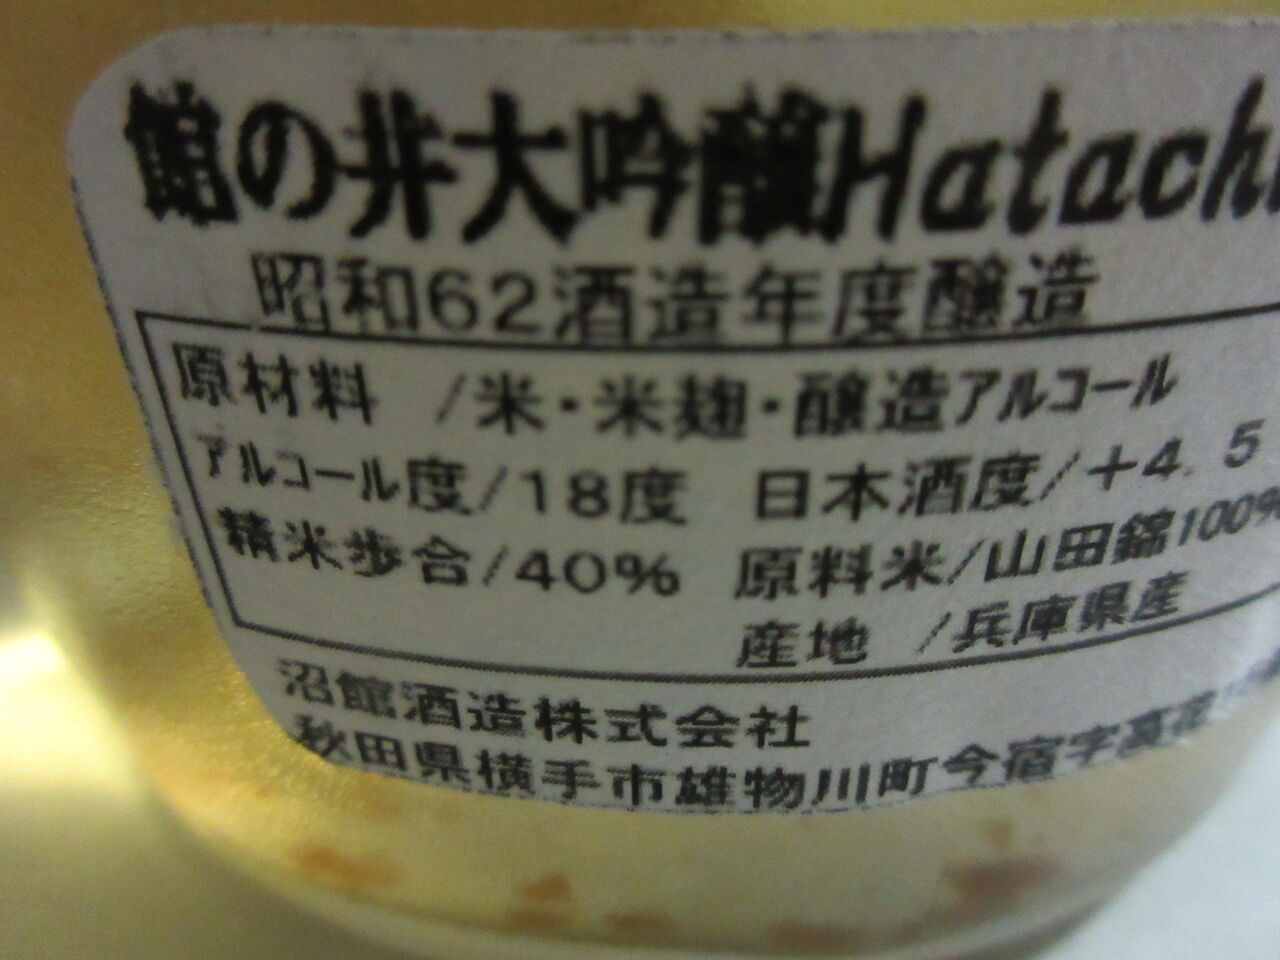 館の井大吟醸Hatachi
昭和62酒造年度醸造
原材料 /米・米麹・醸造アルコール
アルコール度/18度 日本酒度/+4.5
精米歩合/40% 原料米/山田錦100%
産地 /兵庫県産
沼館酒造株式会社
秋田県横手市雄物川町今宿字高花